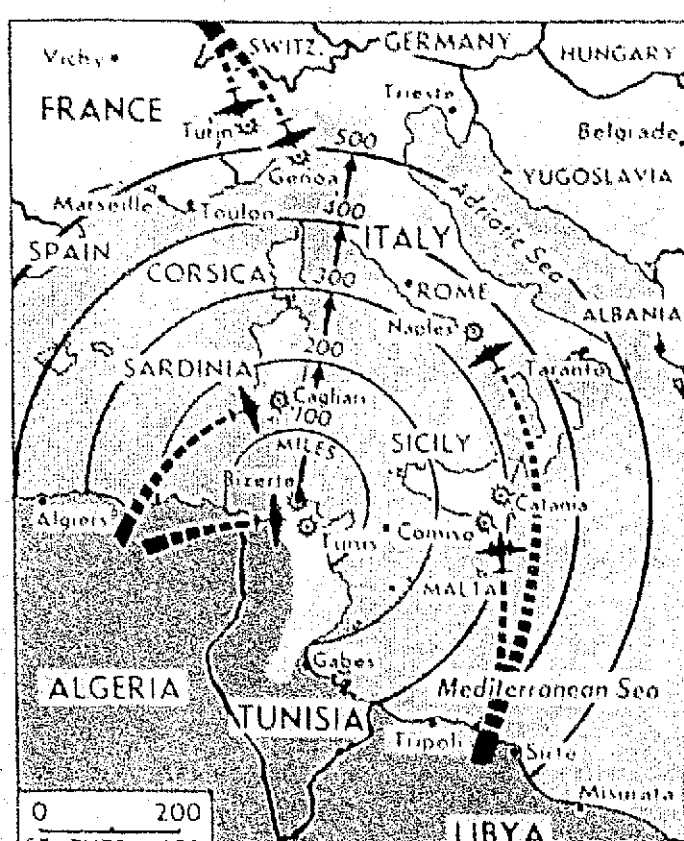 Vichy
SWITZ.
GERMANY
HUNGARY
FRANCE
Trieste
Turin
Belgrade
500
Genoa
YUGOSLAVIA
Marseille
Toulon
400
Adriatic Sea
SPAIN
ITALY
CORSICA
300
ROME
ALBANIA
Naples
200
Taranto
SARDINIA
Cagliari
100
MILES
SICILY
Bizerte
Algiers
Catania
Tunis
Comiso
MALTA
Gabes
ALGERIA
Mediterranean Sea
TUNISIA
Tripoli
Sirte
Misurata
0 200
LIBYA